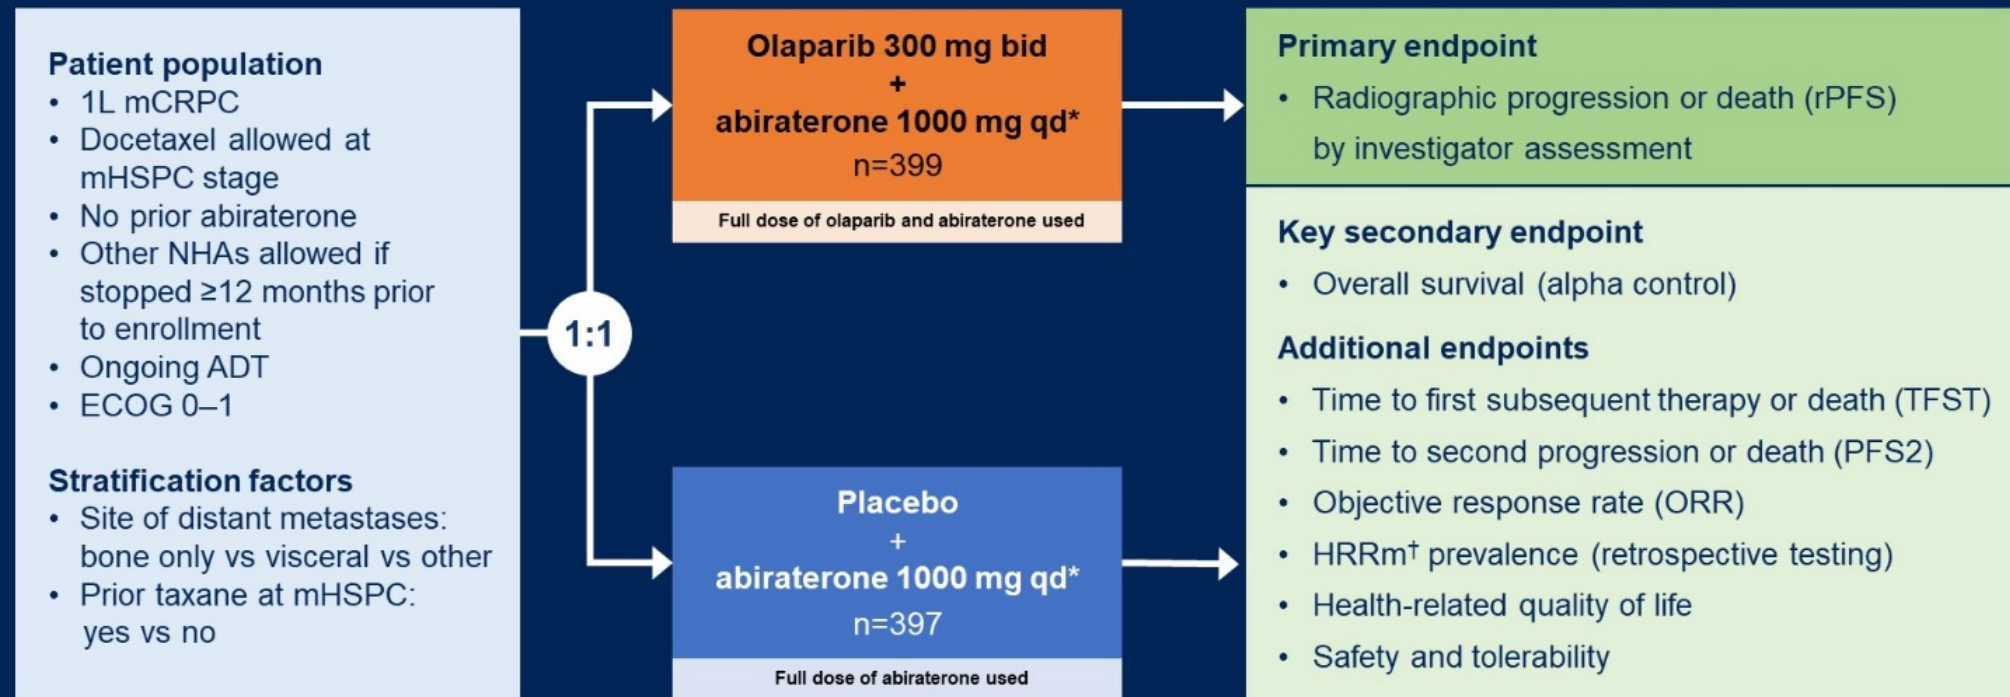 Patient population
• 1L mCRPC
• Docetaxel allowed at
mHSPC stage
• No prior abiraterone
• Other NHAs allowed if
stopped ≥12 months prior
to enrollment
• Ongoing ADT
• ECOG 0–1
Stratification factors
• Site of distant metastases:
bone only vs visceral vs other
• Prior taxane at mHSPC:
yes vs no
1:1
Olaparib 300 mg bid
+
abiraterone 1000 mg qd*
n=399
Full dose of olaparib and abiraterone used
Placebo
+
abiraterone 1000 mg qd*
n=397
Full dose of abiraterone used
Primary endpoint
• Radiographic progression or death (rPFS)
by investigator assessment
Key secondary endpoint
• Overall survival (alpha control)
Additional endpoints
• Time to first subsequent therapy or death (TFST)
• Time to second progression or death (PFS2)
• Objective response rate (ORR)
• HRRm† prevalence (retrospective testing)
• Health-related quality of life
• Safety and tolerability